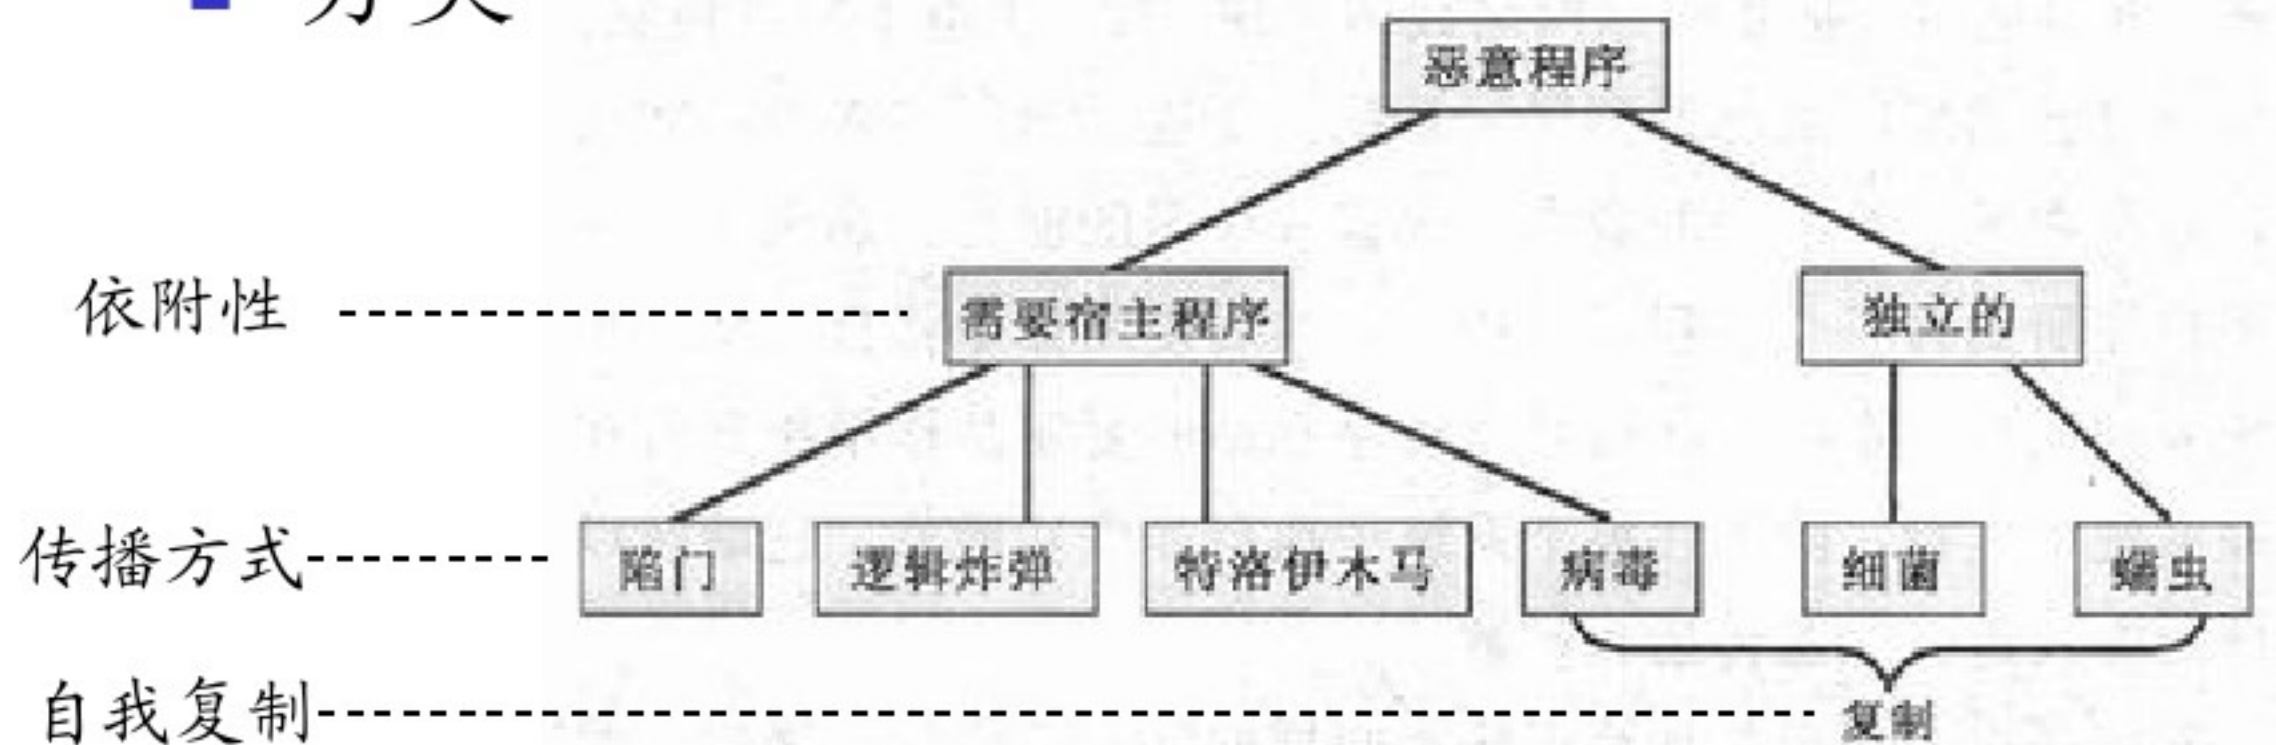 分类
恶意程序
依附性 需要宿主程序 独立的
传播方式 陷门 逻辑炸弹 特洛伊木马 病毒 细菌 蠕虫
自我复制 复制